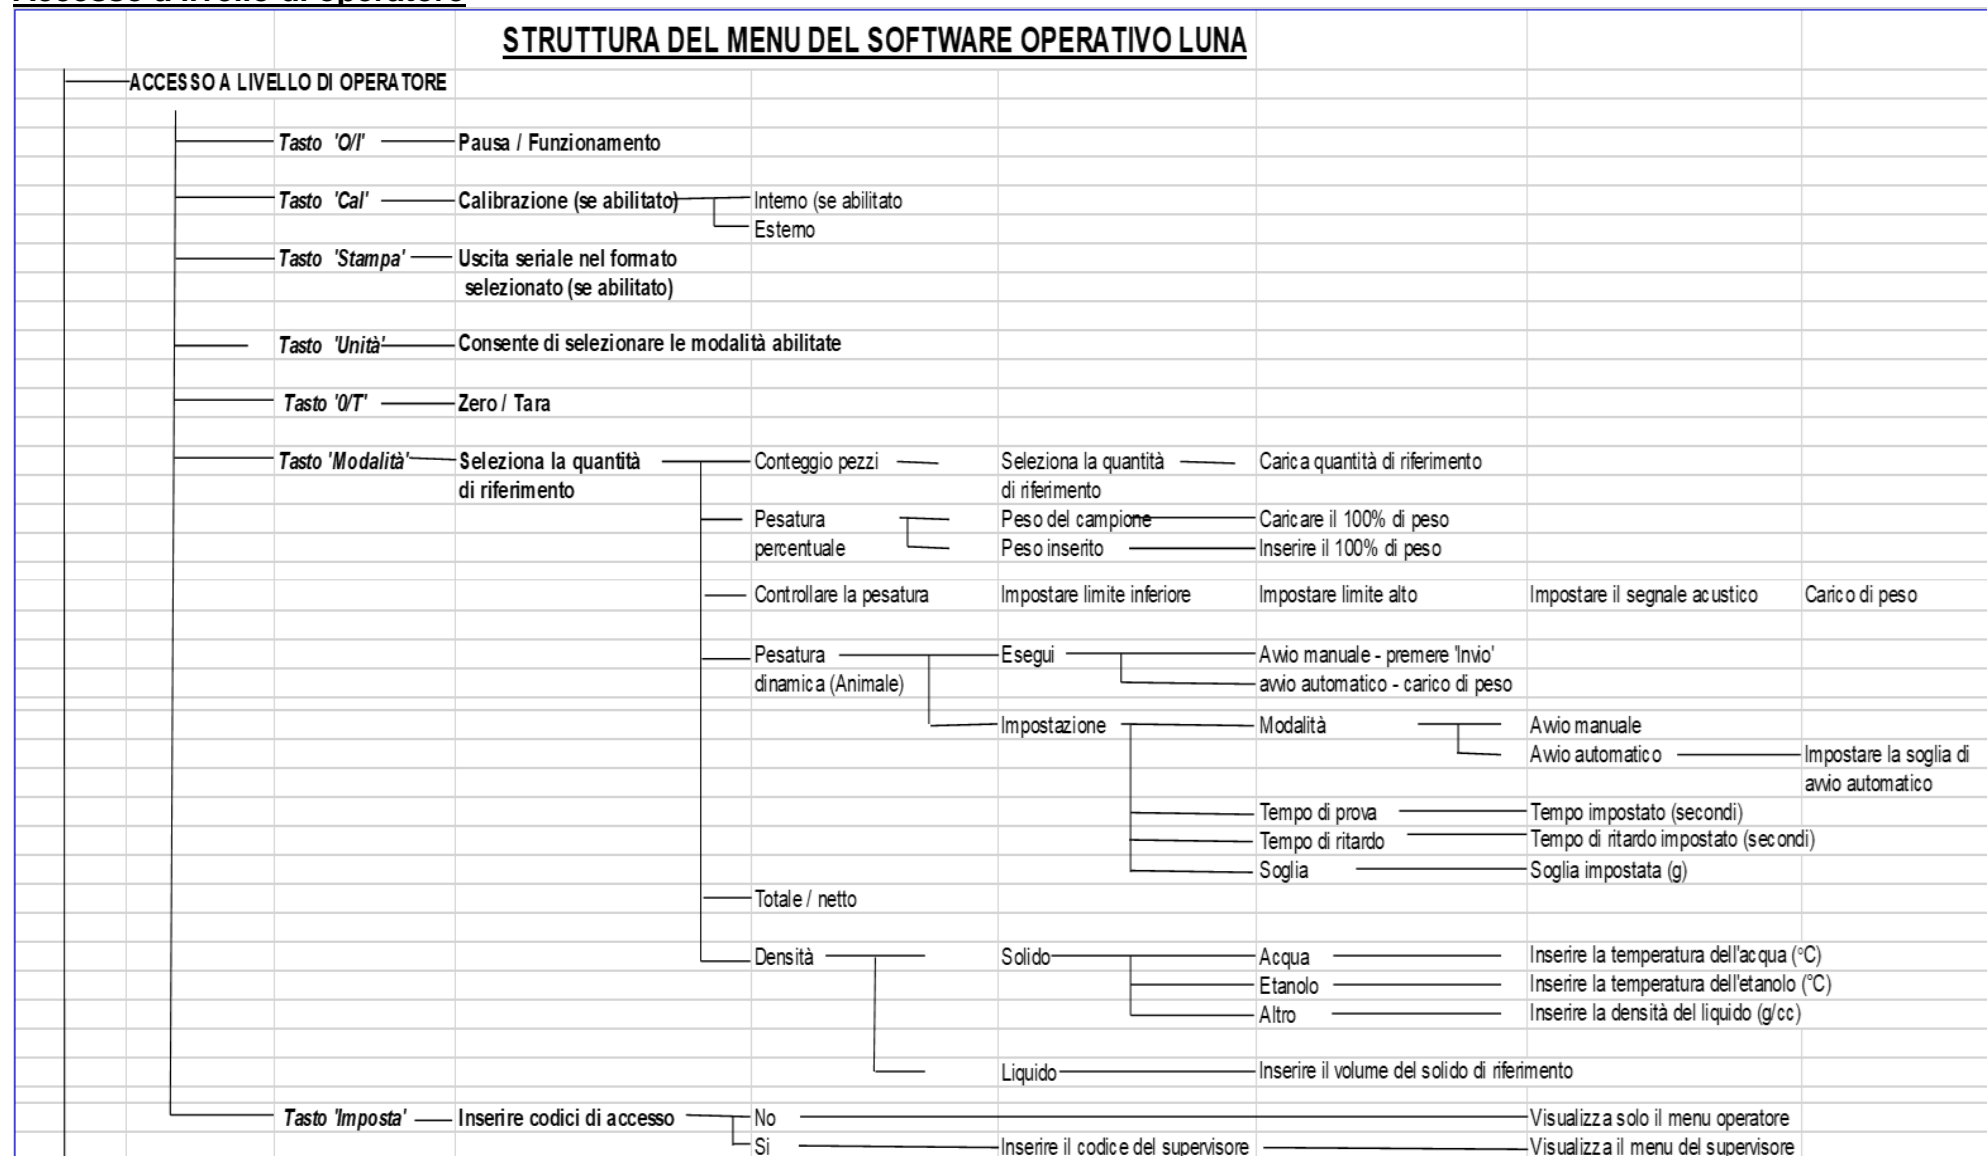 Accesso a livello di operatore
STRUTTURA DEL MENU DEL SOFTWARE OPERATIVO LUNA
ACCESSO A LIVELLO DI OPERATORE
Tasto 'O/I' Pausa / Funzionamento
Tasto 'Cal' Calibrazione (se abilitato) Interno (se abilitato
Esterno
Tasto 'Stampa' Uscita seriale nel formato
selezionato (se abilitato)
Tasto 'Unità' Consente di selezionare le modalità abilitate
Tasto '0/T' Zero / Tara
Tasto 'Modalità' Seleziona la quantità Conteggio pezzi Seleziona la quantità Carica quantità di riferimento
di riferimento di riferimento
Pesatura Peso del campione Caricare il 100% di peso
percentuale Peso inserito Inserire il 100% di peso
Controllare la pesatura Impostare limite inferiore Impostare limite alto Impostare il segnale acustico Carico di peso
Pesatura Esegui Avvio manuale - premere 'Invio'
dinamica (Animale) avvio automatico - carico di peso
Impostazione Modalità Avvio manuale
Avvio automatico Impostare la soglia di
avvio automatico
Tempo di prova Tempo impostato (secondi)
Tempo di ritardo Tempo di ritardo impostato (secondi)
Soglia Soglia impostata (g)
Totale / netto
Densità Solido Acqua Inserire la temperatura dell'acqua (°C)
Etanolo Inserire la temperatura dell'etanolo (°C)
Altro Inserire la densità del liquido (g/cc)
Liquido Inserire il volume del solido di riferimento
Tasto 'Imposta' Inserire codici di accesso No Visualizza solo il menu operatore
Si Inserire il codice del supervisore Visualizza il menu del supervisore